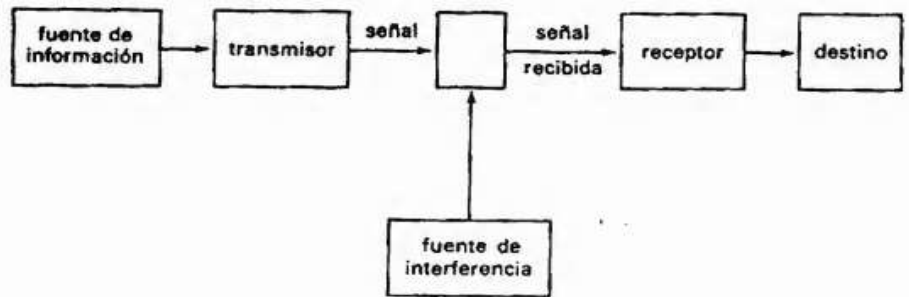 fuente de
información
transmisor
señal
señal
recibida
receptor
destino
fuente de
interferencia